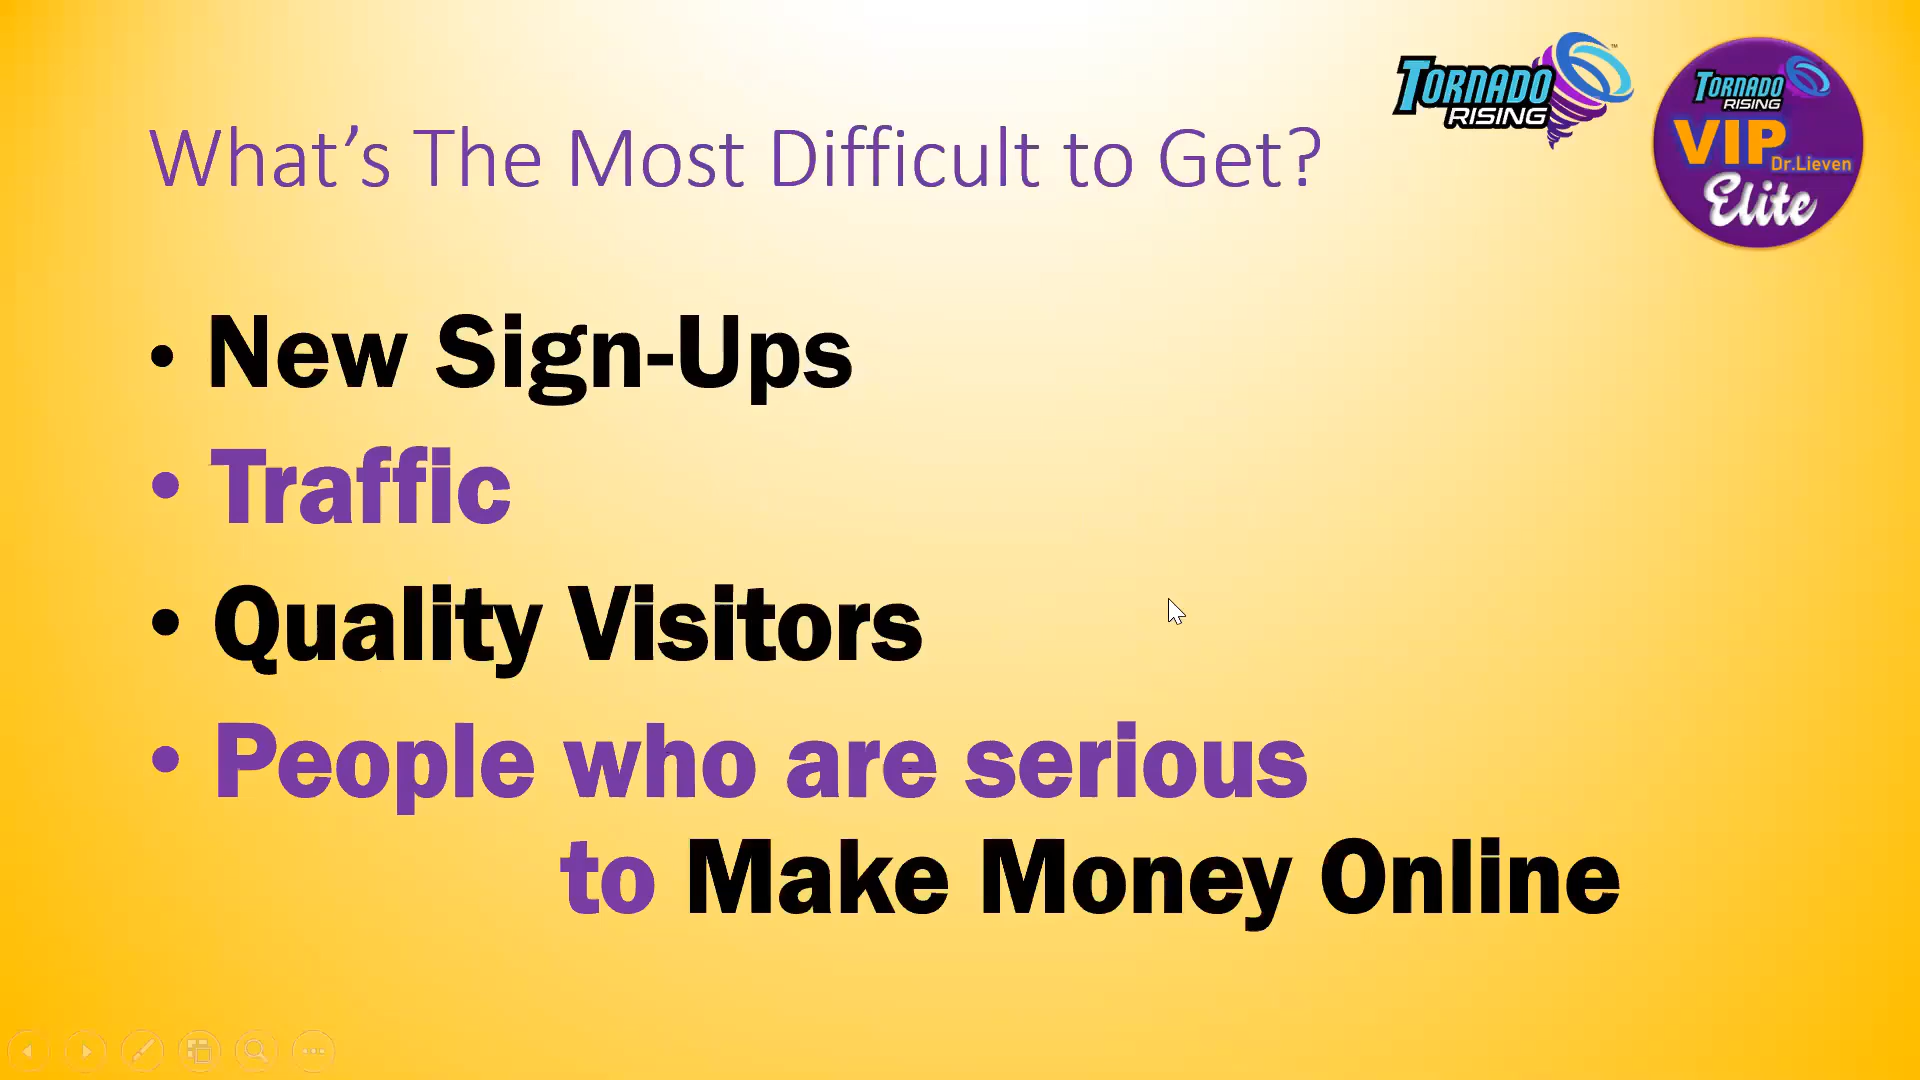 TORNADO
RISING
™
TORNADO
RISING
VIP
Dr.Lieven
Elite
What’s The Most Difficult to Get?
• New Sign-Ups
• Traffic
• Quality Visitors
• People who are serious
to Make Money Online